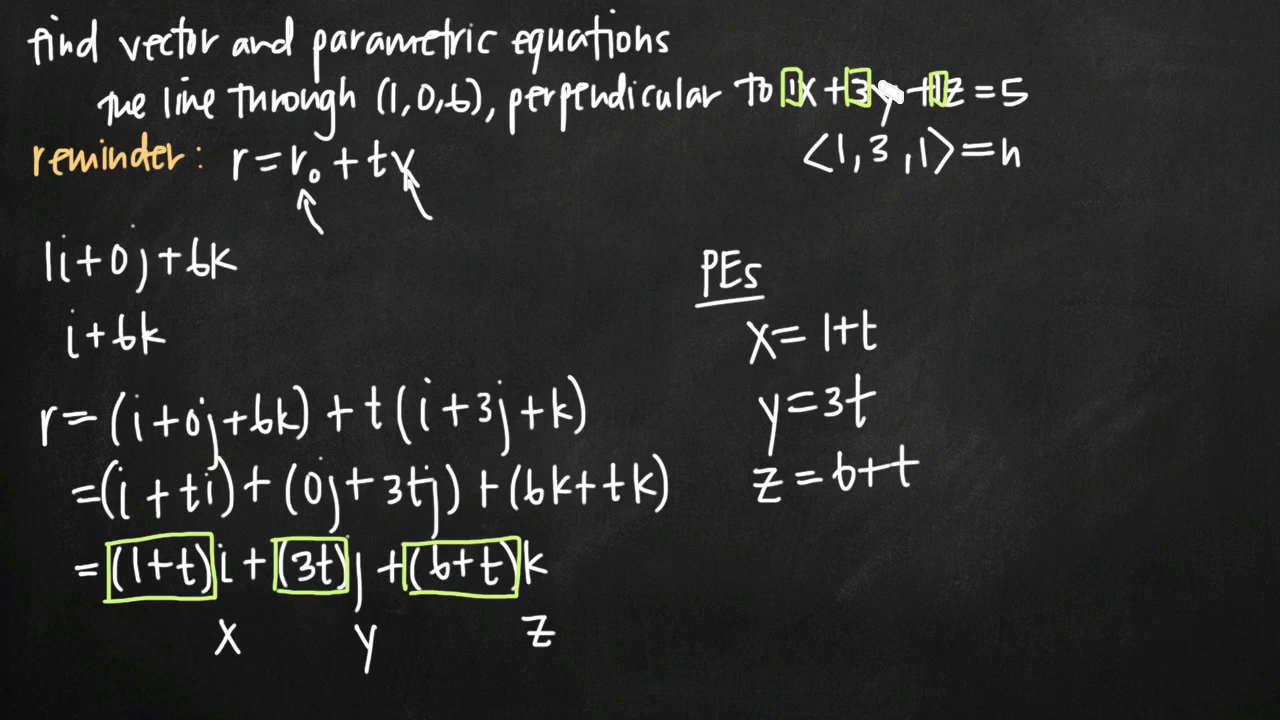 find vector and parametric equations
the line through (1,0,6), perpendicular to 1x+3y+1z=5
<1,3,1>=n
reminder: r=r₀+tv
1i+0j+6k
i+6k
r=(i+0j+6k)+t(i+3j+k)
=(i+ti)+(0j+3tj)+(6k+tk)
=(1+t)i+(3t)j+(6+t)k
x y z
PEs
x=1+t
y=3t
z=6+t